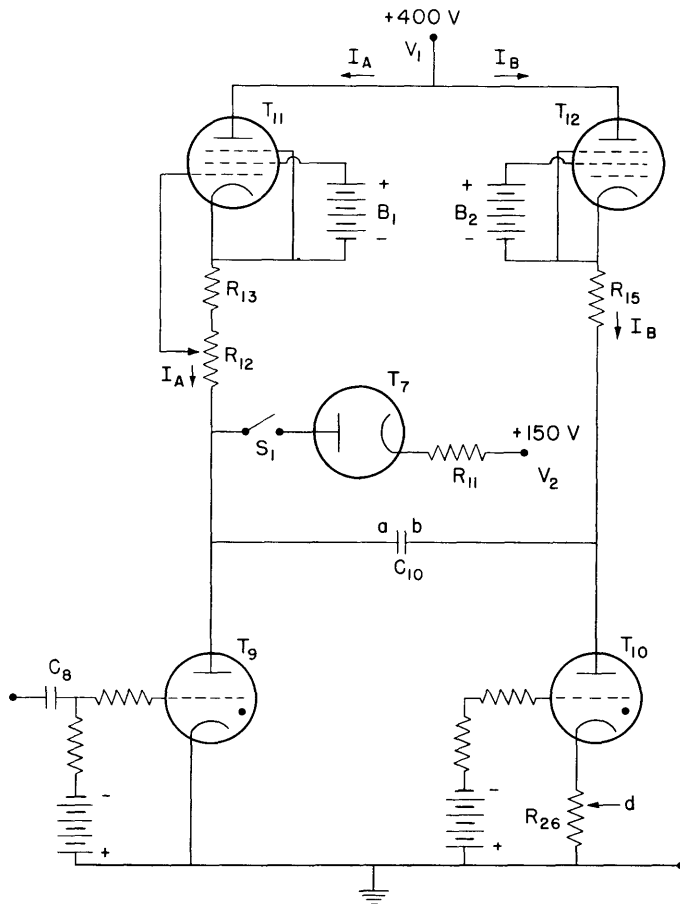 +400 V
V1
IA
IB
T11
T12
+
B1
-
+
B2
-
R13
R15
IB
R12
IA
T7
S1
+150 V
R11
V2
a
b
C10
T9
T10
C8
-
+
-
+
R26
d